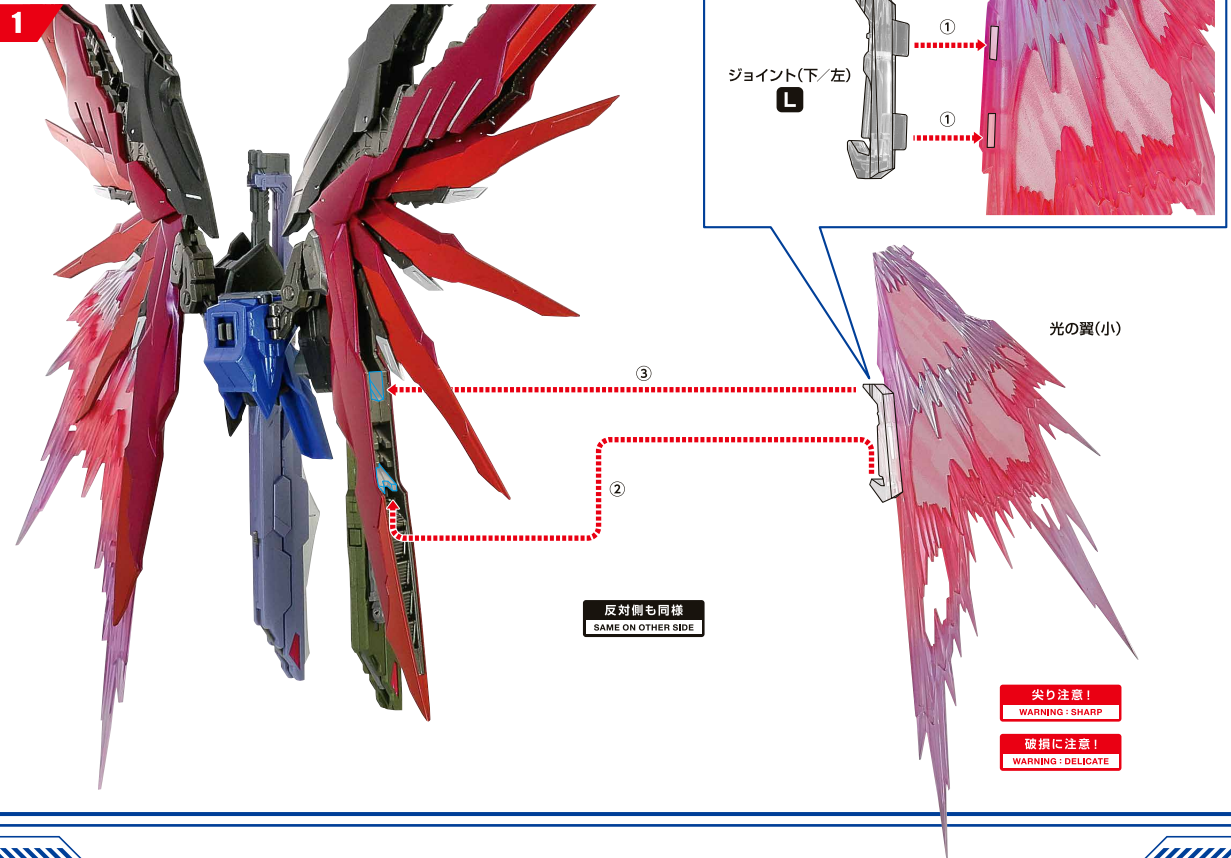 1
①
ジョイント(下/左)
L
①
光の翼(小)
③
②
反対側も同様
SAME ON OTHER SIDE
尖り注意!
WARNING : SHARP
破損に注意!
WARNING : DELICATE